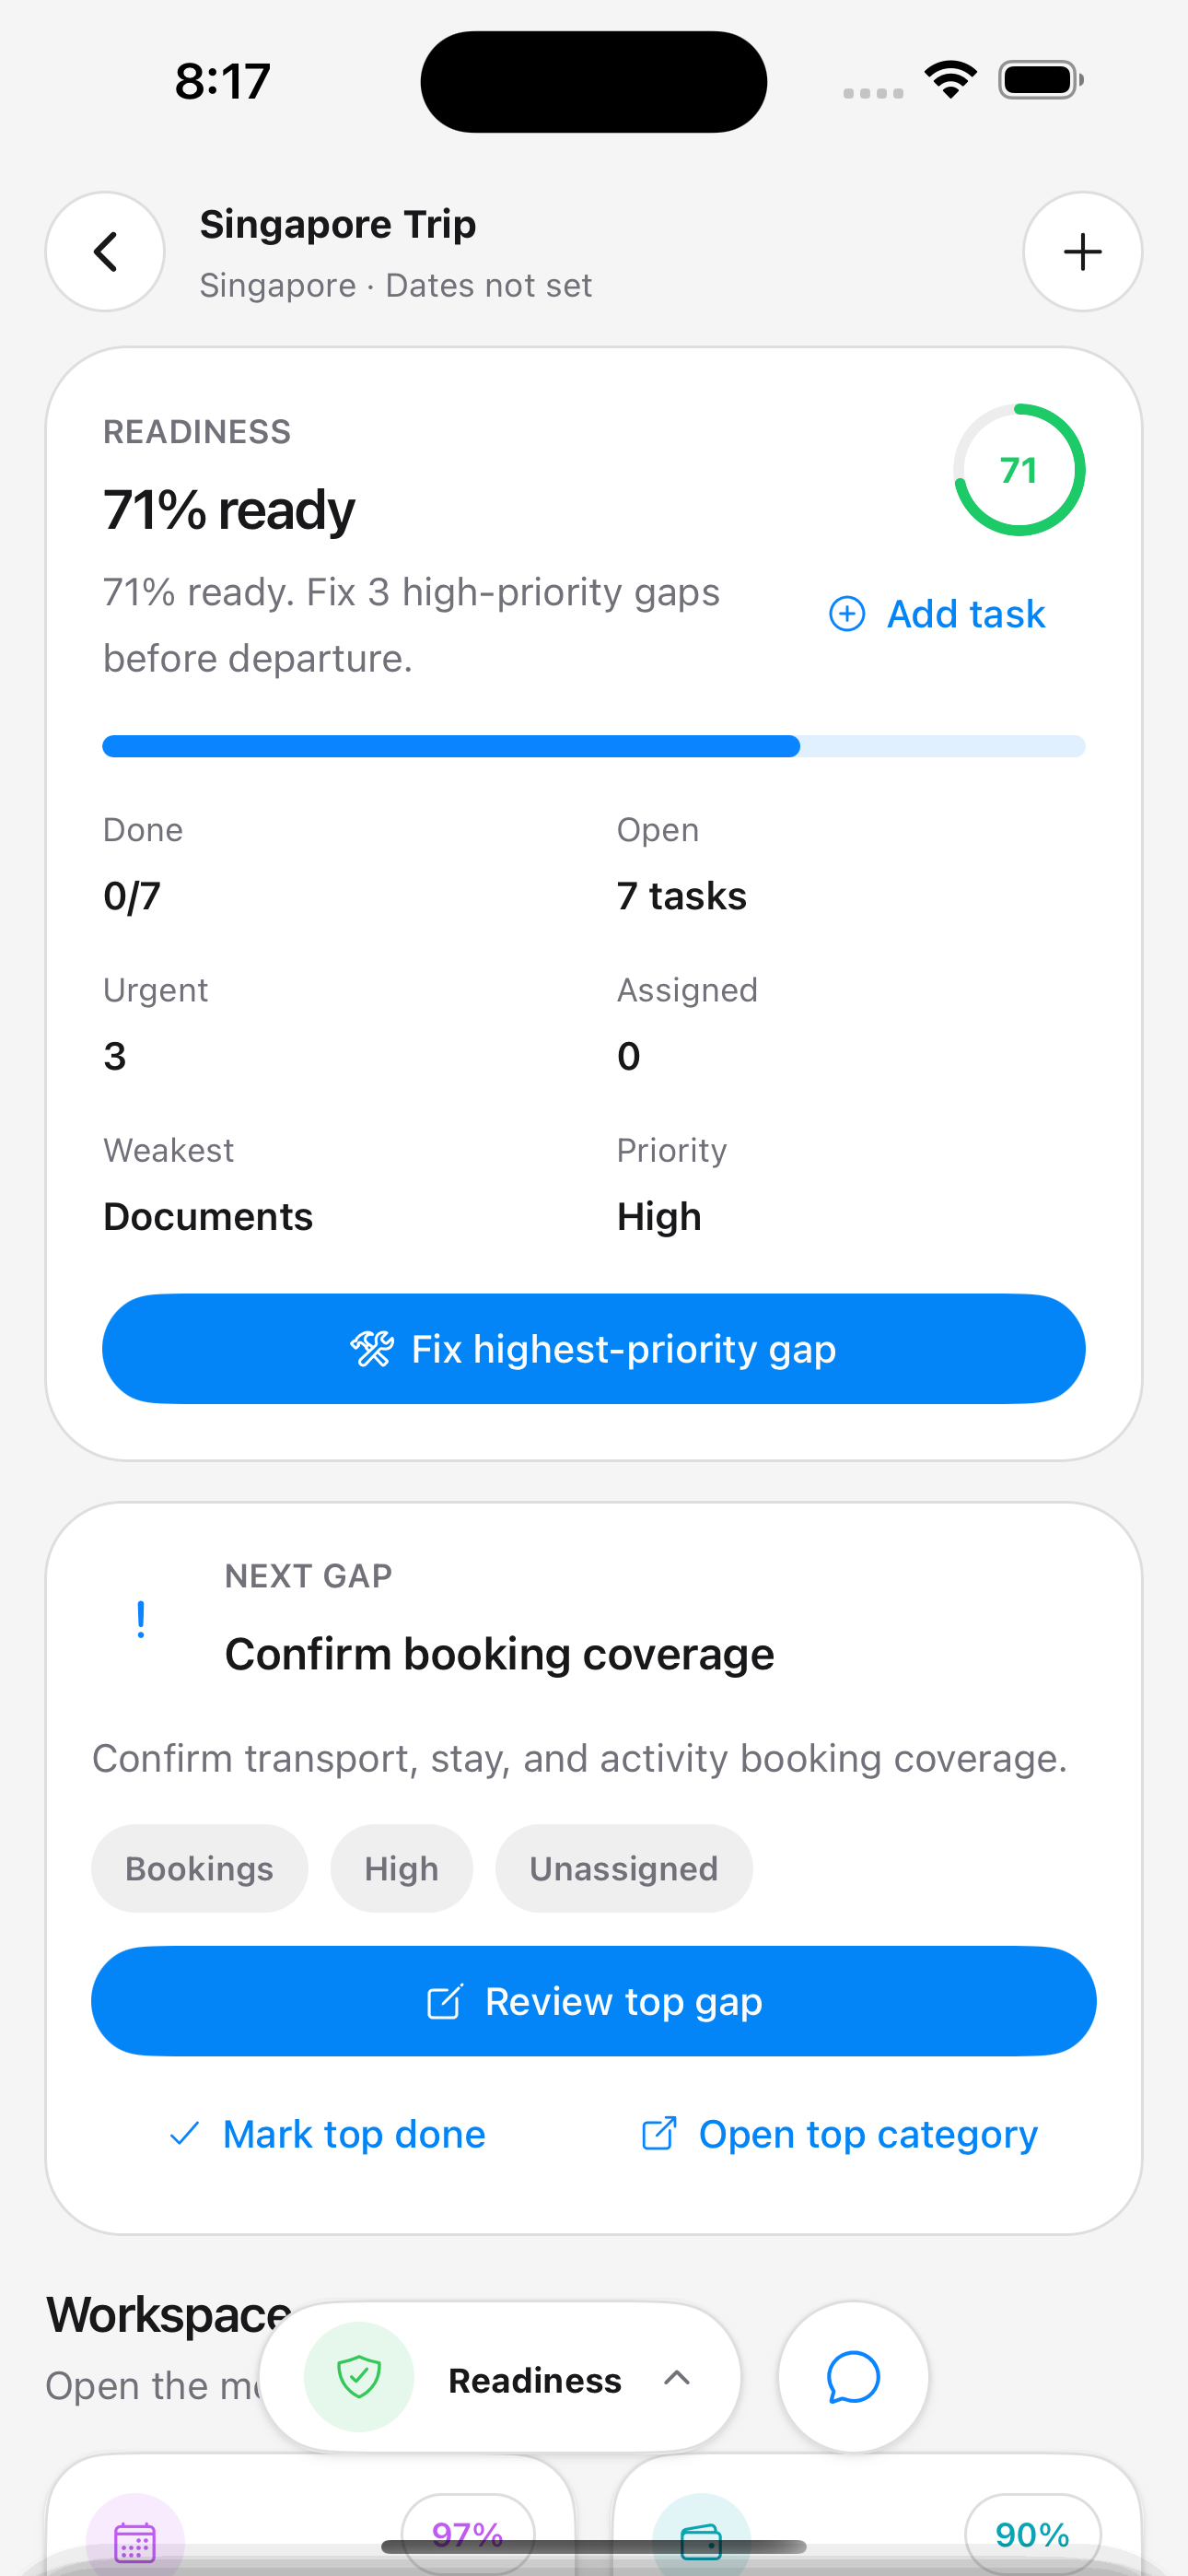 8:17
Singapore Trip
Singapore · Dates not set
READINESS
71% ready
71
71% ready. Fix 3 high-priority gaps
before departure.
Add task
Done
Open
0/7
7 tasks
Urgent
Assigned
3
0
Weakest
Priority
Documents
High
Fix highest-priority gap
NEXT GAP
!
Confirm booking coverage
Confirm transport, stay, and activity booking coverage.
Bookings
High
Unassigned
Review top gap
Mark top done
Open top category
Workspace
Open the
Readiness
97%
90%